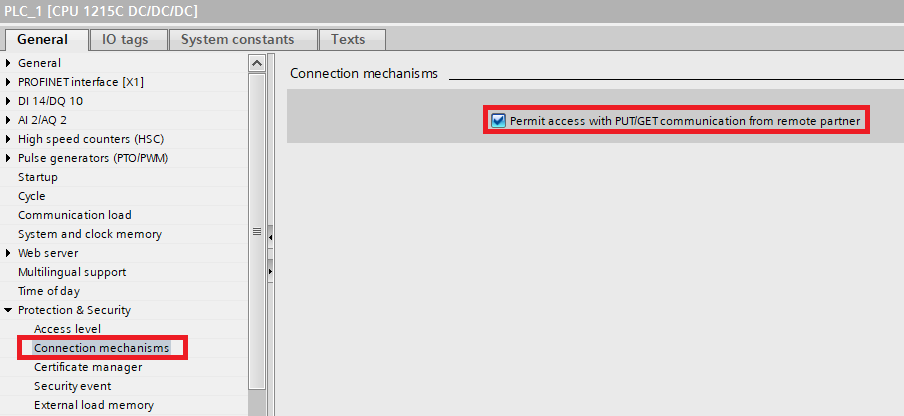 PLC_1 [CPU 1215C DC/DC/DC]
General
IO tags
System constants
Texts
General
PROFINET interface [X1]
DI 14/DQ 10
AI 2/AQ 2
High speed counters (HSC)
Pulse generators (PTO/PWM)
Startup
Cycle
Communication load
System and clock memory
Web server
Multilingual support
Time of day
Protection & Security
Access level
Connection mechanisms
Certificate manager
Security event
External load memory
Connection mechanisms
Permit access with PUT/GET communication from remote partner